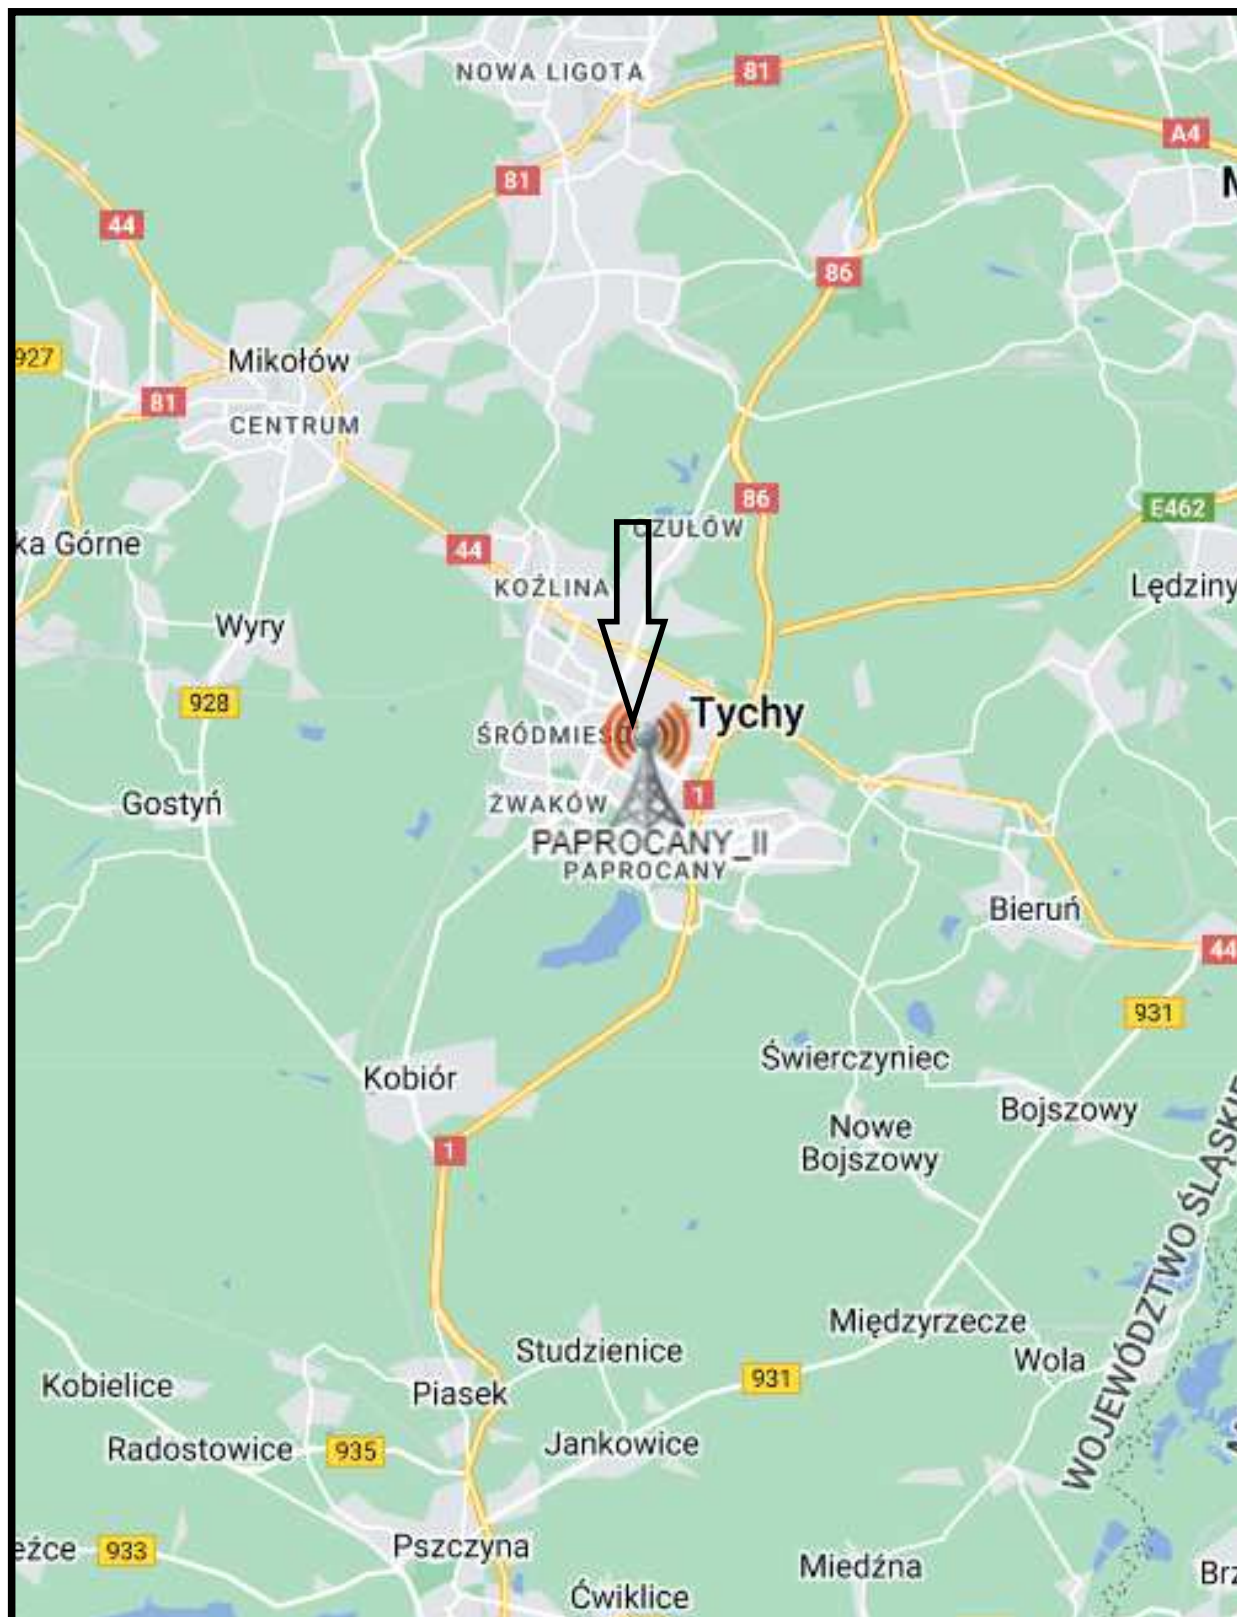 NOWA LIGOTA
81
A4
81
44
86
927
Mikołów
81
CENTRUM
86
E462
CZUŁÓW
ka Górne
44
KOŹLINA
Lędziny
Wyry
928
Tychy
ŚRÓDMIEŚ
1
Gostyń
ŻWAKÓW
PAPROCANY_II
PAPROCANY
Bieruń
44
931
Świerczyniec
Kobiór
Bojszowy
Nowe
Bojszowy
1
WOJEWÓDZTWO ŚLĄSKIE
Międzyrzecze
Studzienice
Wola
931
Kobielice
Piasek
Radostowice
935
Jankowice
eźce
933
Pszczyna
Miedźna
Brz
Ćwiklice